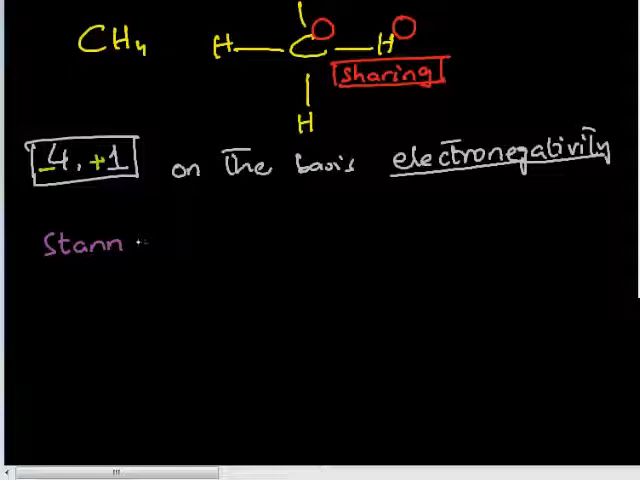 CH4 H C H
sharing
H
-4, +1 on the basis electronegativity
Stann